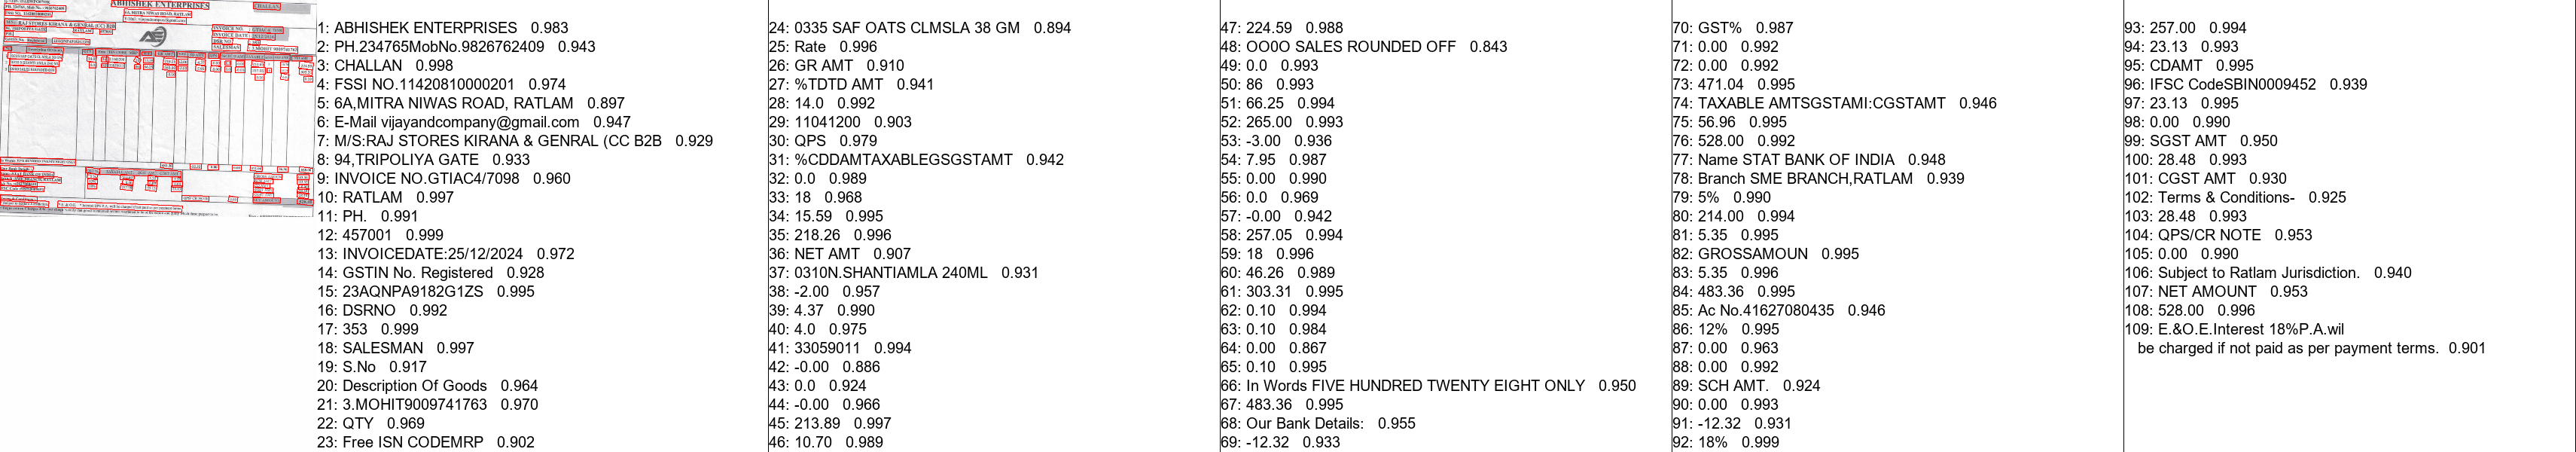 1: ABHISHEK ENTERPRISES 0.983
2: PH.234765MobNo.9826762409 0.943
3: CHALLAN 0.998
4: FSSI NO.11420810000201 0.974
5: 6A,MITRA NIWAS ROAD, RATLAM 0.897
6: E-Mail vijayandcompany@gmail.com 0.947
7: M/S:RAJ STORES KIRANA & GENRAL (CC B2B 0.929
8: 94,TRIPOLIYA GATE 0.933
9: INVOICE NO.GTIAC4/7098 0.960
10: RATLAM 0.997
11: PH. 0.991
12: 457001 0.999
13: INVOICEDATE:25/12/2024 0.972
14: GSTIN No. Registered 0.928
15: 23AQNPA9182G1ZS 0.995
16: DSRNO 0.992
17: 353 0.999
18: SALESMAN 0.997
19: S.No 0.917
20: Description Of Goods 0.964
21: 3.MOHIT9009741763 0.970
22: QTY 0.969
23: Free ISN CODEMRP 0.902
24: 0335 SAF OATS CLMSLA 38 GM 0.894
25: Rate 0.996
26: GR AMT 0.910
27: %TDTD AMT 0.941
28: 14.0 0.992
29: 11041200 0.903
30: QPS 0.979
31: %CDDAMTAXABLEGSGSTAMT 0.942
32: 0.0 0.989
33: 18 0.968
34: 15.59 0.995
35: 218.26 0.996
36: NET AMT 0.907
37: 0310N.SHANTIAMLA 240ML 0.931
38: -2.00 0.957
39: 4.37 0.990
40: 4.0 0.975
41: 33059011 0.994
42: -0.00 0.886
43: 0.0 0.924
44: -0.00 0.966
45: 213.89 0.997
46: 10.70 0.989
47: 224.59 0.988
48: OO0O SALES ROUNDED OFF 0.843
49: 0.0 0.993
50: 86 0.993
51: 66.25 0.994
52: 265.00 0.993
53: -3.00 0.936
54: 7.95 0.987
55: 0.00 0.990
56: 0.0 0.969
57: -0.00 0.942
58: 257.05 0.994
59: 18 0.996
60: 46.26 0.989
61: 303.31 0.995
62: 0.10 0.994
63: 0.10 0.984
64: 0.00 0.867
65: 0.10 0.995
66: In Words FIVE HUNDRED TWENTY EIGHT ONLY 0.950
67: 483.36 0.995
68: Our Bank Details: 0.955
69: -12.32 0.933
70: GST% 0.987
71: 0.00 0.992
72: 0.00 0.992
73: 471.04 0.995
74: TAXABLE AMTSGSTAMI:CGSTAMT 0.946
75: 56.96 0.995
76: 528.00 0.992
77: Name STAT BANK OF INDIA 0.948
78: Branch SME BRANCH,RATLAM 0.939
79: 5% 0.990
80: 214.00 0.994
81: 5.35 0.995
82: GROSSAMOUN 0.995
83: 5.35 0.996
84: 483.36 0.995
85: Ac No.41627080435 0.946
86: 12% 0.995
87: 0.00 0.963
88: 0.00 0.992
89: SCH AMT. 0.924
90: 0.00 0.993
91: -12.32 0.931
92: 18% 0.999
93: 257.00 0.994
94: 23.13 0.993
95: CDAMT 0.995
96: IFSC CodeSBIN0009452 0.939
97: 23.13 0.995
98: 0.00 0.990
99: SGST AMT 0.950
100: 28.48 0.993
101: CGST AMT 0.930
102: Terms & Conditions- 0.925
103: 28.48 0.993
104: QPS/CR NOTE 0.953
105: 0.00 0.990
106: Subject to Ratlam Jurisdiction. 0.940
107: NET AMOUNT 0.953
108: 528.00 0.996
109: E.&O.E.Interest 18%P.A.wil
be charged if not paid as per payment terms. 0.901